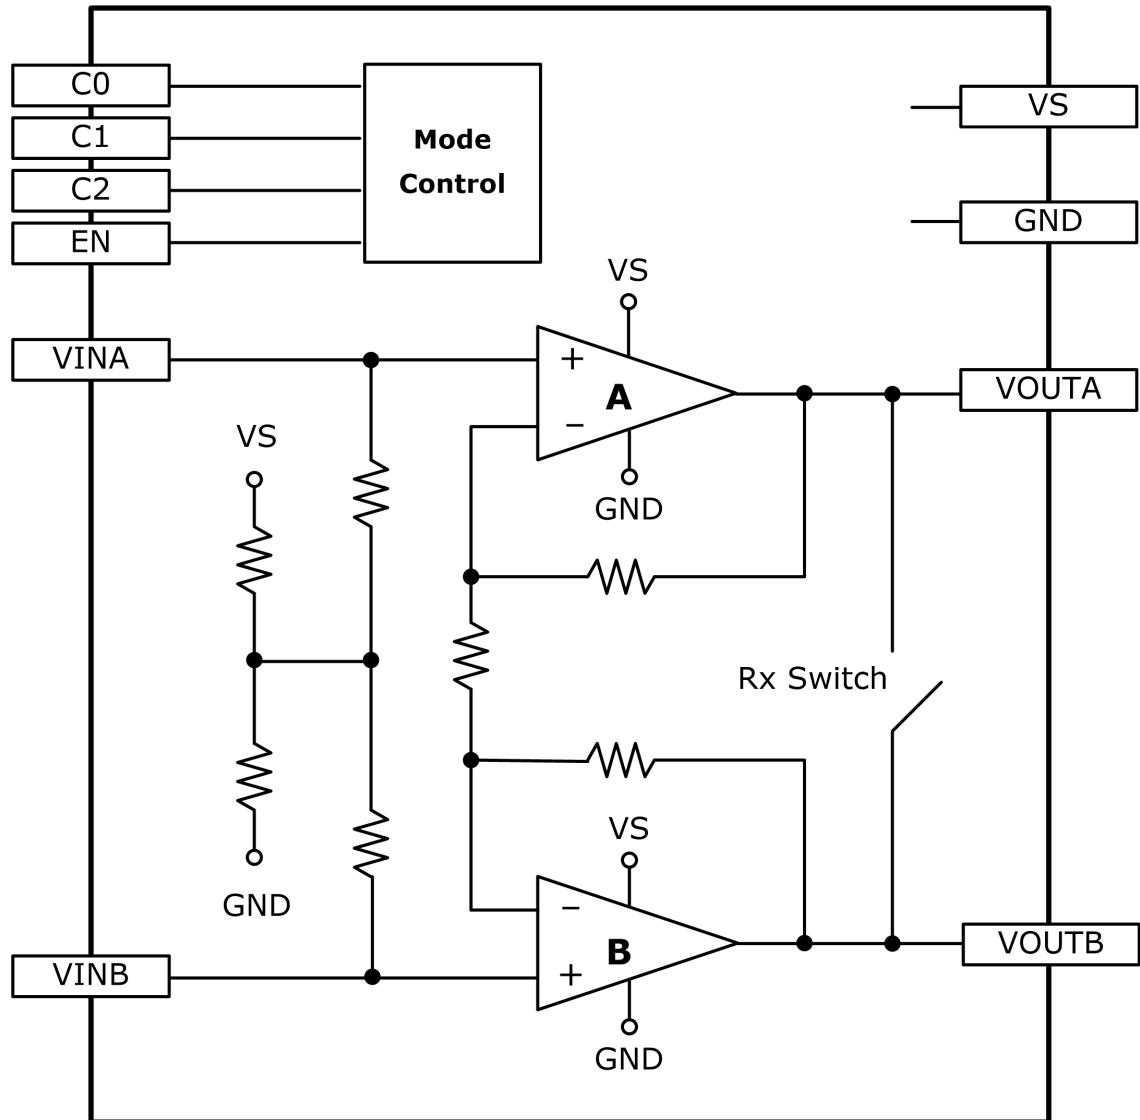 C0
C1
C2
EN
Mode
Control
VS
GND
VINA
VS
+
A
−
GND
VOUTA
VS
GND
Rx Switch
VS
−
B
+
GND
VINB
VOUTB